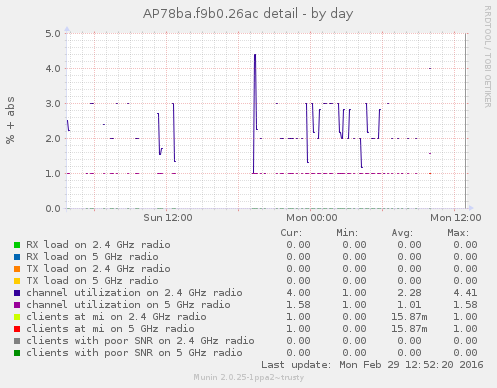 AP78ba.f9b0.26ac detail - by day
RRDTOOL / TOBI OETIKER
% + abs
5.0
4.0
3.0
2.0
1.0
0.0
Sun 12:00 Mon 00:00 Mon 12:00
Cur: Min: Avg: Max:
RX load on 2.4 GHz radio 0.00 0.00 0.00 0.00
RX load on 5 GHz radio 0.00 0.00 0.00 0.00
TX load on 2.4 GHz radio 0.00 0.00 0.00 0.00
TX load on 5 GHz radio 0.00 0.00 0.00 0.00
channel utilization on 2.4 GHz radio 4.00 1.00 2.28 4.41
channel utilization on 5 GHz radio 1.58 1.00 1.01 1.58
clients at mi on 2.4 GHz radio 1.00 0.00 15.87m 1.00
clients at mi on 5 GHz radio 1.00 0.00 15.87m 1.00
clients with poor SNR on 2.4 GHz radio 0.00 0.00 0.00 0.00
clients with poor SNR on 5 GHz radio 0.00 0.00 0.00 0.00
Last update: Mon Feb 29 12:52:20 2016
Munin 2.0.25-1ppa2~trusty